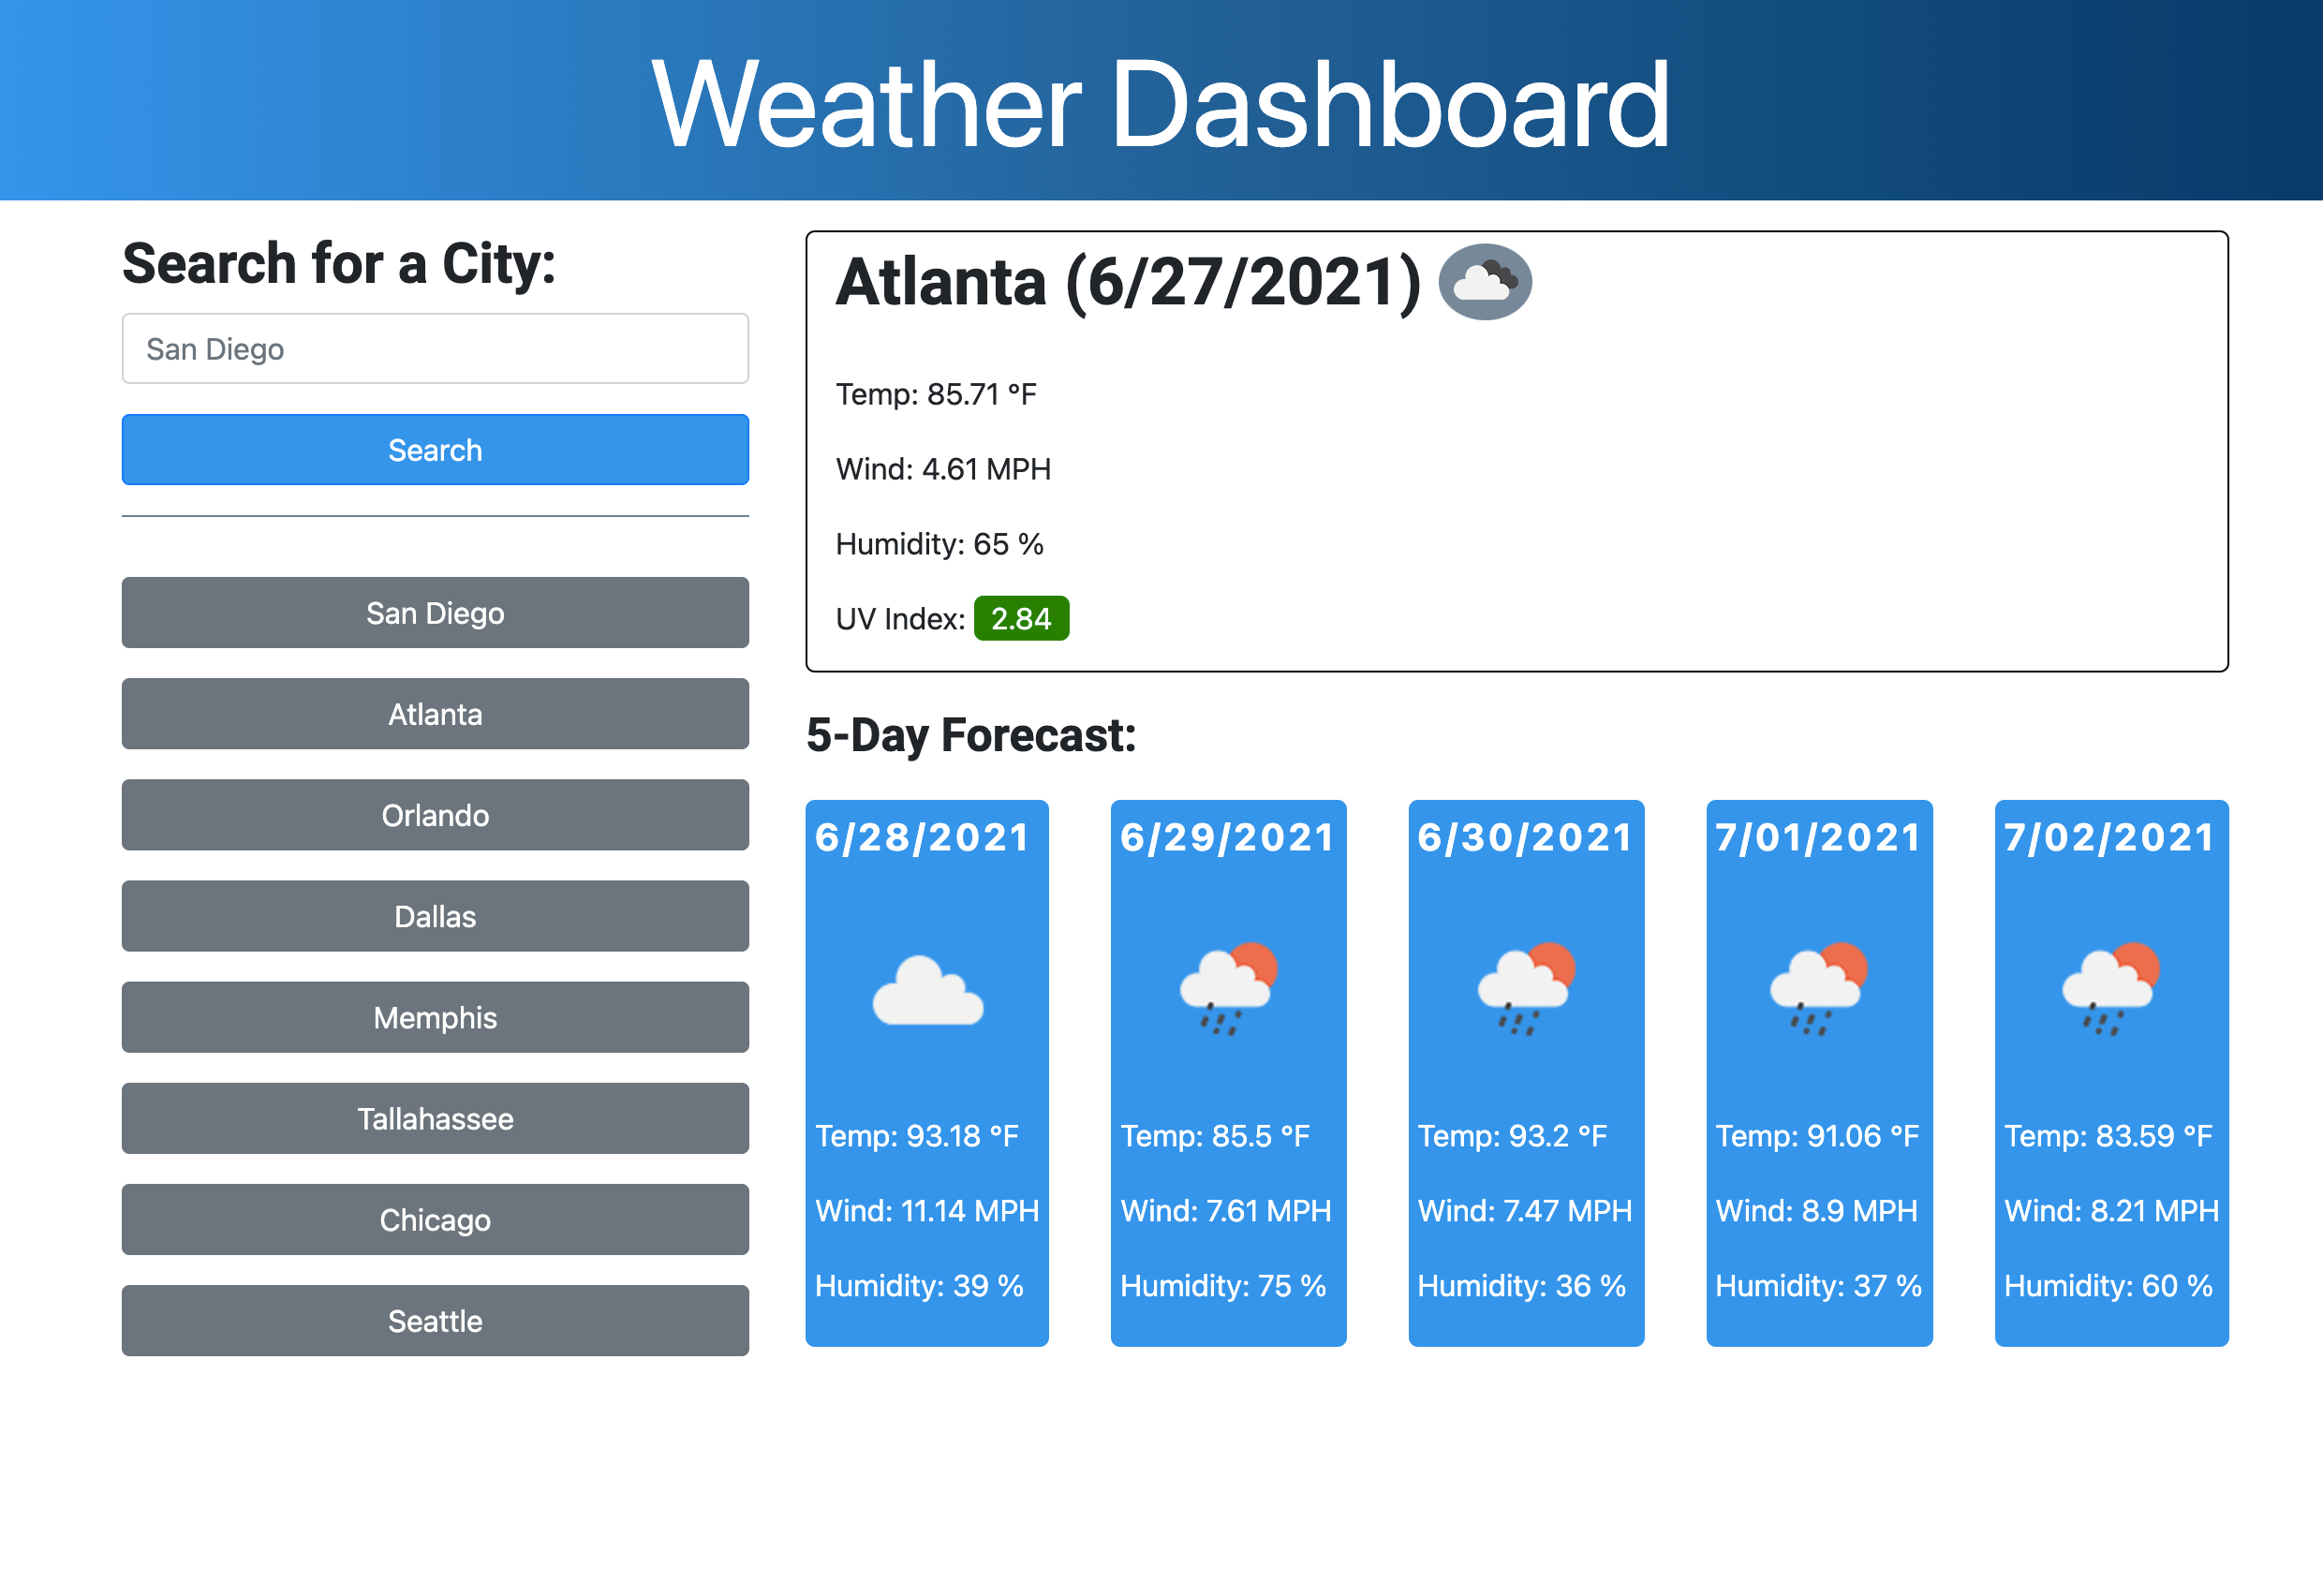 Weather Dashboard
Search for a City:
San Diego
Search
San Diego
Atlanta
Orlando
Dallas
Memphis
Tallahassee
Chicago
Seattle
Atlanta (6/27/2021)
Temp: 85.71 °F
Wind: 4.61 MPH
Humidity: 65 %
UV Index: 2.84
5-Day Forecast:
6/28/2021
Temp: 93.18 °F
Wind: 11.14 MPH
Humidity: 39 %
6/29/2021
Temp: 85.5 °F
Wind: 7.61 MPH
Humidity: 75 %
6/30/2021
Temp: 93.2 °F
Wind: 7.47 MPH
Humidity: 36 %
7/01/2021
Temp: 91.06 °F
Wind: 8.9 MPH
Humidity: 37 %
7/02/2021
Temp: 83.59 °F
Wind: 8.21 MPH
Humidity: 60 %